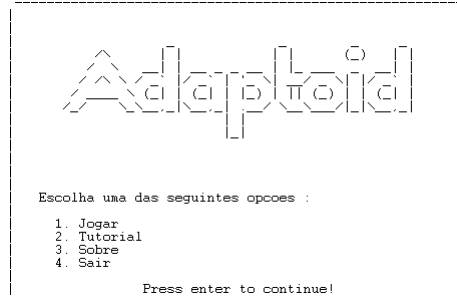 Adaptoid
Escolha uma das seguintes opcoes :
1. Jogar
2. Tutorial
3. Sobre
4. Sair
Press enter to continue!